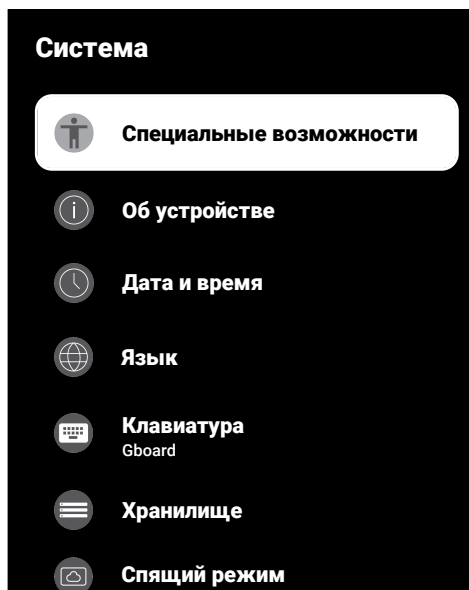 Система
Специальные возможности
Об устройстве
Дата и время
Язык
Клавиатура
Gboard
Хранилище
Спящий режим